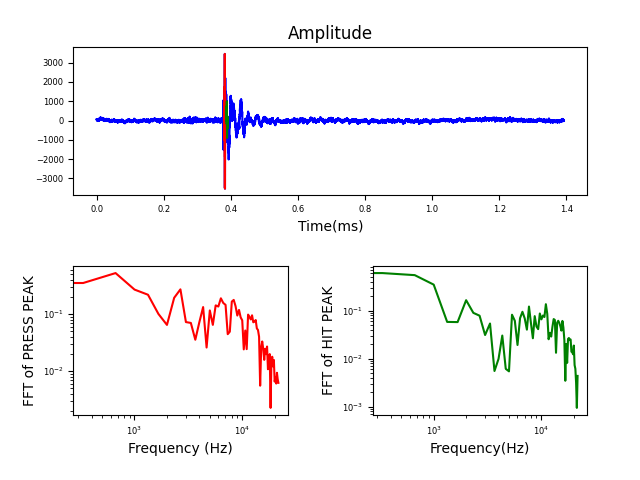 Amplitude
3000
2000
1000
0
−1000
−2000
−3000
0.0 0.2 0.4 0.6 0.8 1.0 1.2 1.4
Time(ms)
FFT of PRESS PEAK
10⁻¹
10⁻²
10³ 10⁴
Frequency (Hz)
FFT of HIT PEAK
10⁻¹
10⁻²
10⁻³
10³ 10⁴
Frequency(Hz)